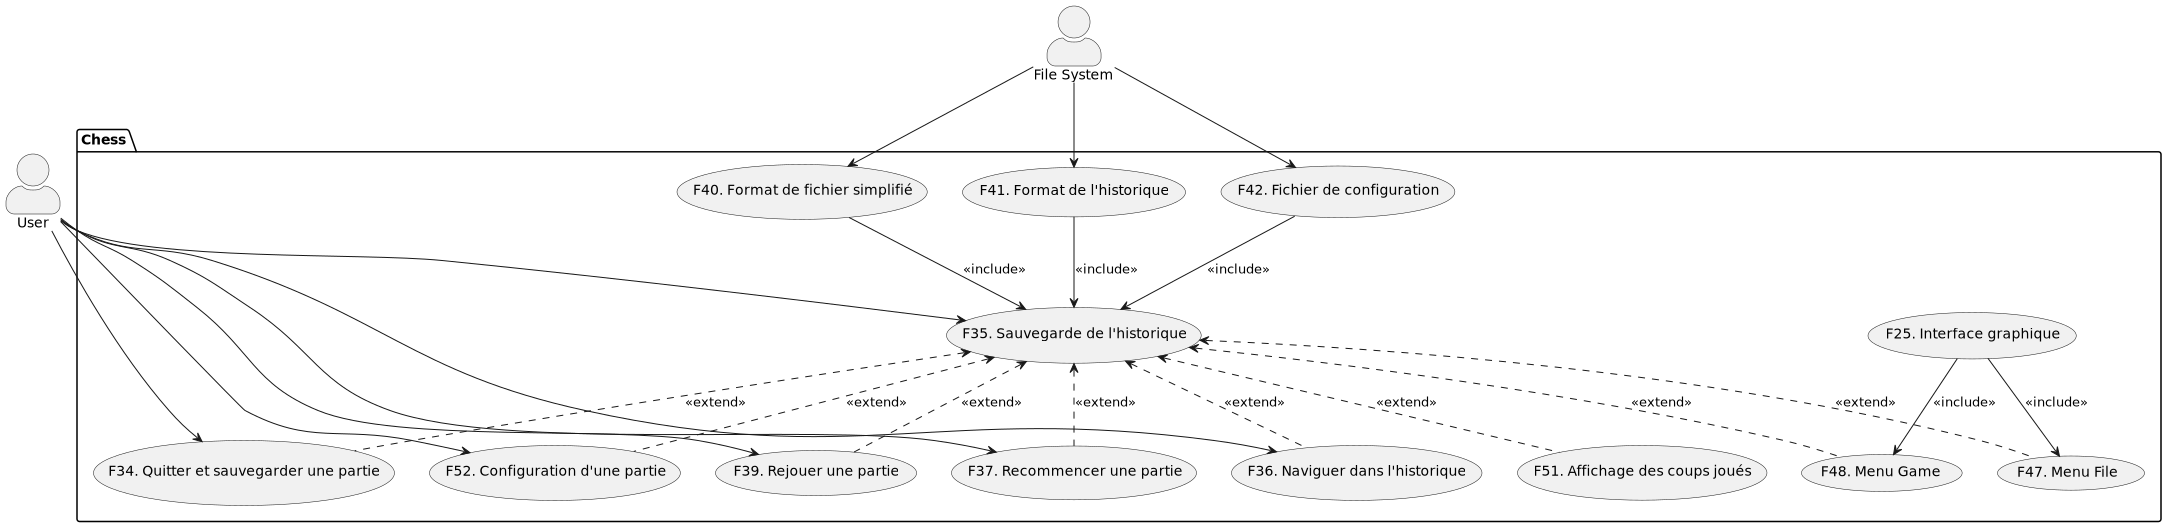 File System
Chess
User
F40. Format de fichier simplifié
F41. Format de l'historique
F42. Fichier de configuration
«include»
«include»
«include»
F35. Sauvegarde de l'historique
F25. Interface graphique
«extend»
«extend»
«extend»
«extend»
«extend»
«extend»
«extend»
«extend»
«include»
«include»
F34. Quitter et sauvegarder une partie
F52. Configuration d'une partie
F39. Rejouer une partie
F37. Recommencer une partie
F36. Naviguer dans l'historique
F51. Affichage des coups joués
F48. Menu Game
F47. Menu File